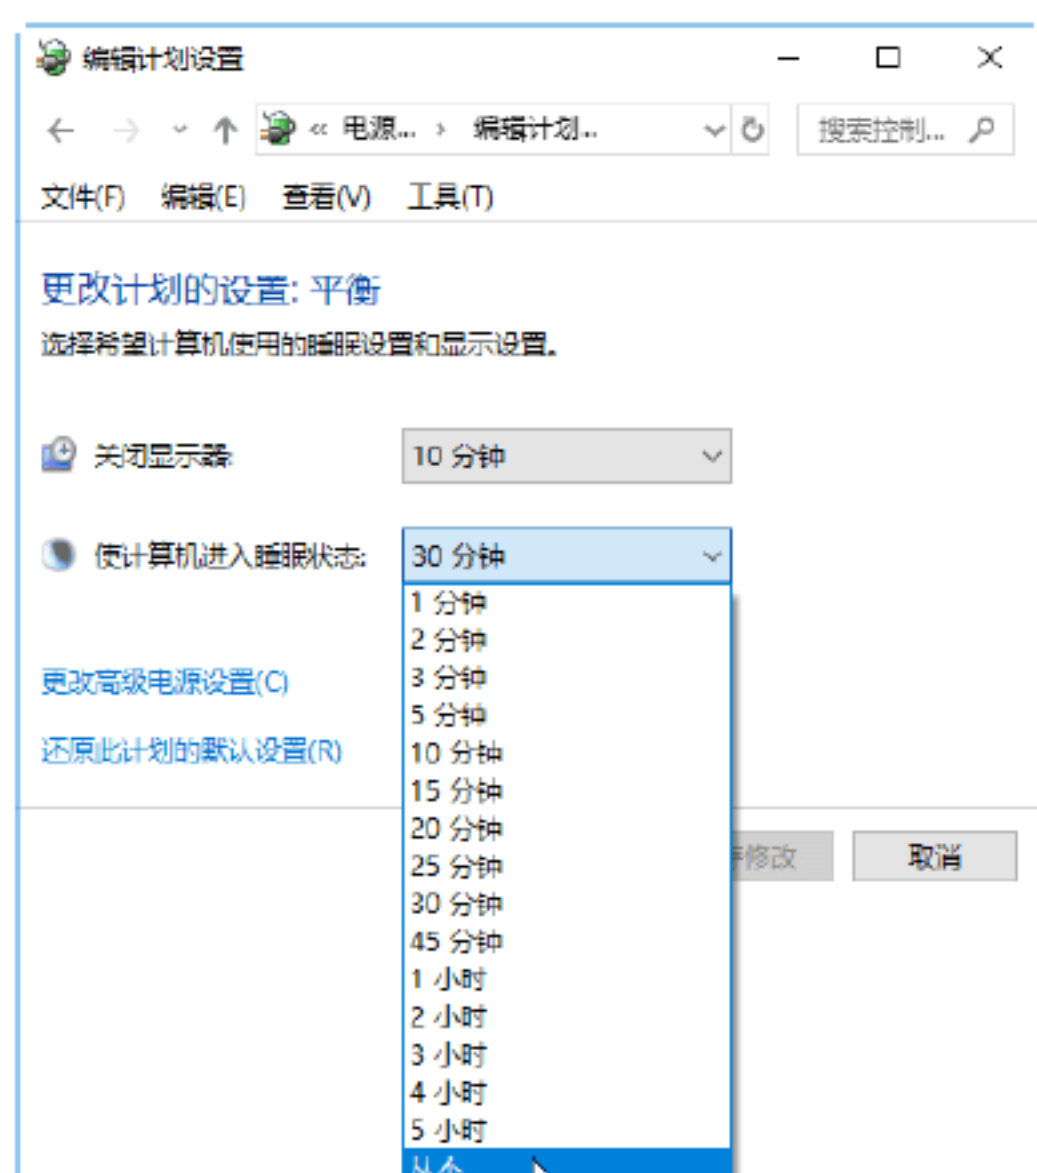 编辑计划设置
« 电源... › 编辑计划... 搜索控制...
文件(F) 编辑(E) 查看(V) 工具(T)
更改计划的设置: 平衡
选择希望计算机使用的睡眠设置和显示设置。
关闭显示器: 10 分钟
使计算机进入睡眠状态: 30 分钟
1 分钟
2 分钟
更改高级电源设置(C) 3 分钟
5 分钟
还原此计划的默认设置(R) 10 分钟
15 分钟
20 分钟
修改 取消
25 分钟
30 分钟
45 分钟
1 小时
2 小时
3 小时
4 小时
5 小时
从不